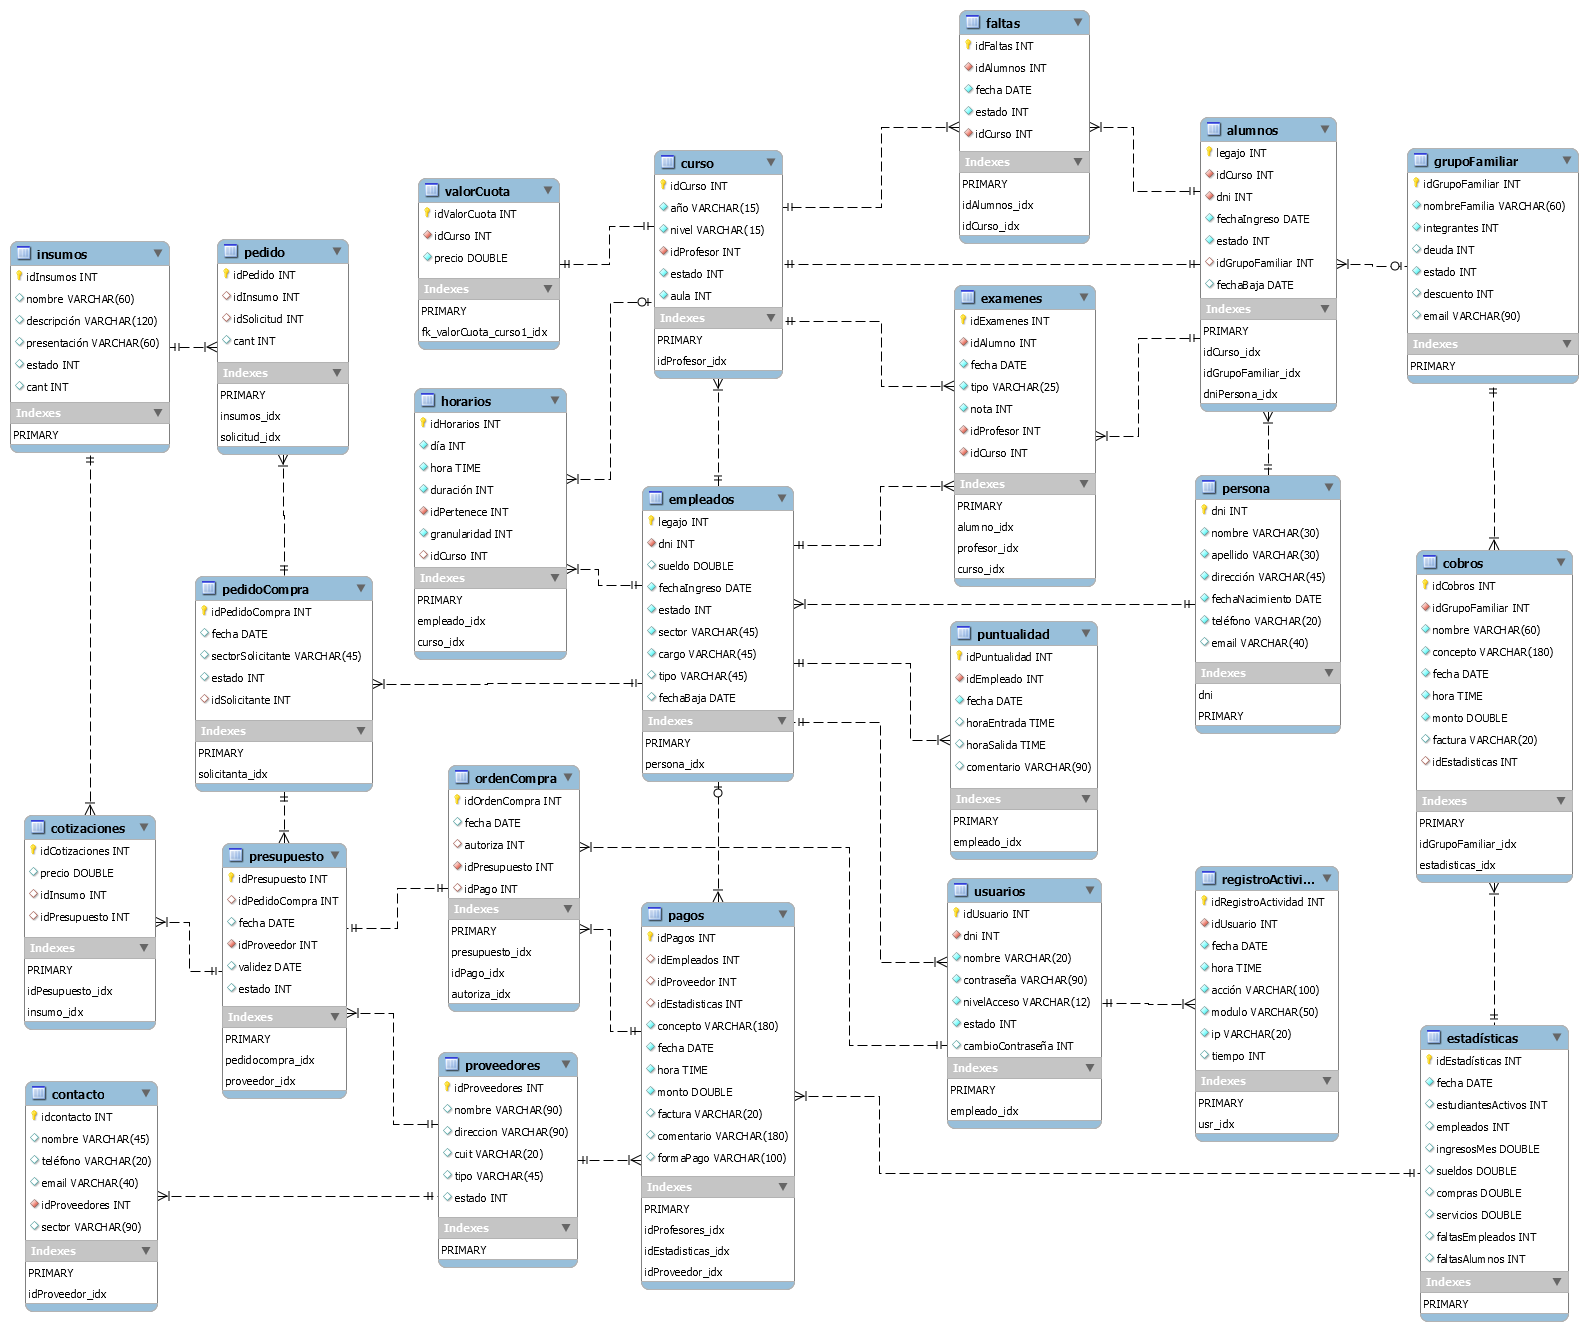 faltas
idFaltas INT
idAlumnos INT
fecha DATE
estado INT
idCurso INT
Indexes
PRIMARY
idAlumnos_idx
idCurso_idx
alumnos
legajo INT
idCurso INT
dni INT
fechaIngreso DATE
estado INT
idGrupoFamiliar INT
fechaBaja DATE
Indexes
PRIMARY
idCurso_idx
idGrupoFamiliar_idx
dniPersona_idx
grupoFamiliar
idGrupoFamiliar INT
nombreFamilia VARCHAR(60)
integrantes INT
deuda INT
estado INT
descuento INT
email VARCHAR(90)
Indexes
PRIMARY
curso
idCurso INT
año VARCHAR(15)
nivel VARCHAR(15)
idProfesor INT
estado INT
aula INT
Indexes
PRIMARY
idProfesor_idx
valorCuota
idValorCuota INT
idCurso INT
precio DOUBLE
Indexes
PRIMARY
fk_valorCuota_curso1_idx
insumos
idInsumos INT
nombre VARCHAR(60)
descripción VARCHAR(120)
presentación VARCHAR(60)
estado INT
cant INT
Indexes
PRIMARY
pedido
idPedido INT
idInsumo INT
idSolicitud INT
cant INT
Indexes
PRIMARY
insumos_idx
solicitud_idx
examenes
idExamenes INT
idAlumno INT
fecha DATE
tipo VARCHAR(25)
nota INT
idProfesor INT
idCurso INT
Indexes
PRIMARY
alumno_idx
profesor_idx
curso_idx
horarios
idHorarios INT
día INT
hora TIME
duración INT
idPertenece INT
granularidad INT
idCurso INT
Indexes
PRIMARY
empleado_idx
curso_idx
empleados
legajo INT
dni INT
sueldo DOUBLE
fechaIngreso DATE
estado INT
sector VARCHAR(45)
cargo VARCHAR(45)
tipo VARCHAR(45)
fechaBaja DATE
Indexes
PRIMARY
persona_idx
persona
dni INT
nombre VARCHAR(30)
apellido VARCHAR(30)
dirección VARCHAR(45)
fechaNacimiento DATE
teléfono VARCHAR(20)
email VARCHAR(40)
Indexes
dni
PRIMARY
cobros
idCobros INT
idGrupoFamiliar INT
nombre VARCHAR(60)
concepto VARCHAR(180)
fecha DATE
hora TIME
monto DOUBLE
factura VARCHAR(20)
idEstadisticas INT
Indexes
PRIMARY
idGrupoFamiliar_idx
estadisticas_idx
pedidoCompra
idPedidoCompra INT
fecha DATE
sectorSolicitante VARCHAR(45)
estado INT
idSolicitante INT
Indexes
PRIMARY
solicitanta_idx
puntualidad
idPuntualidad INT
idEmpleado INT
fecha DATE
horaEntrada TIME
horaSalida TIME
comentario VARCHAR(90)
Indexes
PRIMARY
empleado_idx
ordenCompra
idOrdenCompra INT
fecha DATE
autoriza INT
idPresupuesto INT
idPago INT
Indexes
PRIMARY
presupuesto_idx
idPago_idx
autoriza_idx
cotizaciones
idCotizaciones INT
precio DOUBLE
idInsumo INT
idPresupuesto INT
Indexes
PRIMARY
idPesupuesto_idx
insumo_idx
presupuesto
idPresupuesto INT
idPedidoCompra INT
fecha DATE
idProveedor INT
validez DATE
estado INT
Indexes
PRIMARY
pedidocompra_idx
proveedor_idx
pagos
idPagos INT
idEmpleados INT
idProveedor INT
idEstadisticas INT
concepto VARCHAR(180)
fecha DATE
hora TIME
monto DOUBLE
factura VARCHAR(20)
comentario VARCHAR(180)
formaPago VARCHAR(100)
Indexes
PRIMARY
idProfesores_idx
idEstadisticas_idx
idProveedor_idx
usuarios
idUsuario INT
dni INT
nombre VARCHAR(20)
contraseña VARCHAR(90)
nivelAcceso VARCHAR(12)
estado INT
cambioContraseña INT
Indexes
PRIMARY
empleado_idx
registroActivi...
idRegistroActividad INT
idUsuario INT
fecha DATE
hora TIME
acción VARCHAR(100)
modulo VARCHAR(50)
ip VARCHAR(20)
tiempo INT
Indexes
PRIMARY
usr_idx
contacto
idcontacto INT
nombre VARCHAR(45)
teléfono VARCHAR(20)
email VARCHAR(40)
idProveedores INT
sector VARCHAR(90)
Indexes
PRIMARY
idProveedor_idx
proveedores
idProveedores INT
nombre VARCHAR(90)
direccion VARCHAR(90)
cuit VARCHAR(20)
tipo VARCHAR(45)
estado INT
Indexes
PRIMARY
estadísticas
idEstadísticas INT
fecha DATE
estudiantesActivos INT
empleados INT
ingresosMes DOUBLE
sueldos DOUBLE
compras DOUBLE
servicios DOUBLE
faltasEmpleados INT
faltasAlumnos INT
Indexes
PRIMARY